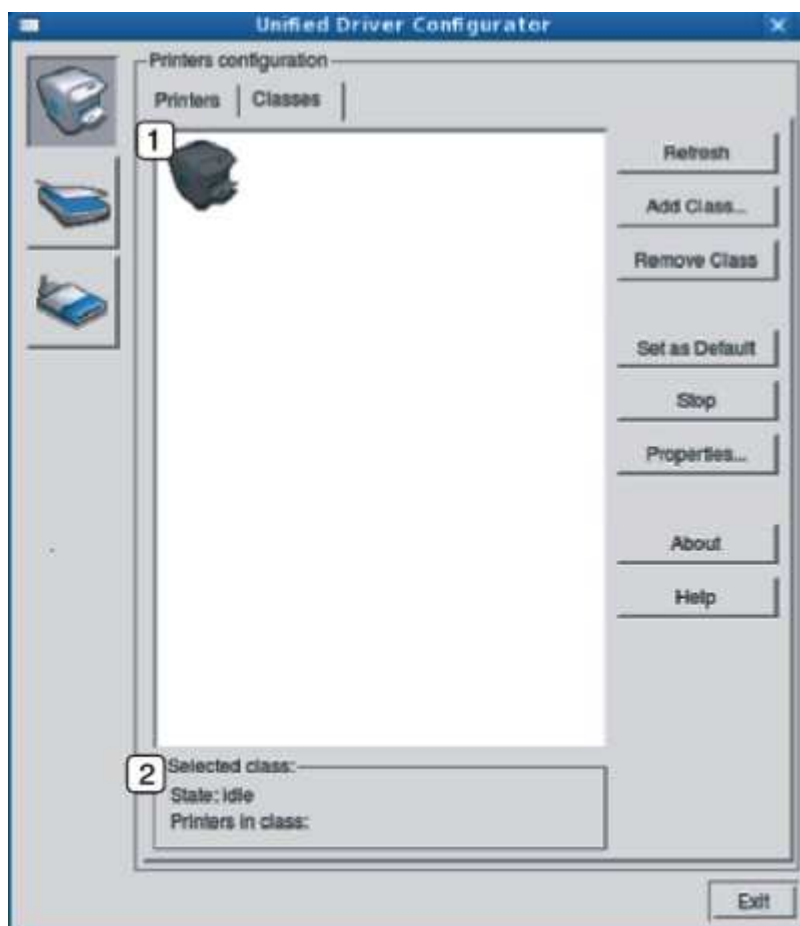 Unified Driver Configurator
Printers configuration
Printers
Classes
1
Refresh
Add Class...
Remove Class
Set as Default
Stop
Properties...
About
Help
2
Selected class:
State: idle
Printers in class:
Exit